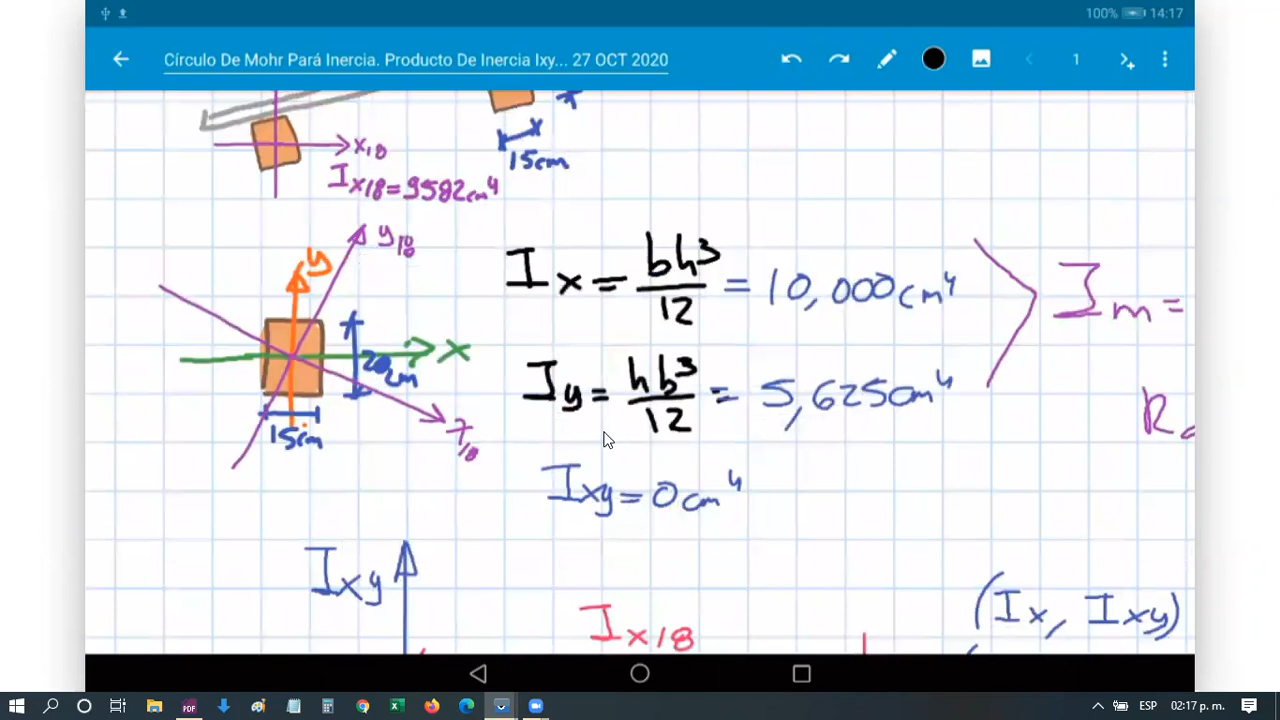 100% 14:17
Círculo De Mohr Pará Inercia. Producto De Inercia Ixy... 27 OCT 2020
1
x18
Ix18=9582cm⁴
15cm
y18
y
x
20cm
15cm
x18
Ix = bh³/12 = 10,000cm⁴
Iy = hb³/12 = 5,625cm⁴
Ixy = 0cm⁴
Im =
Ixy
Ix18
(Ix, Ixy)
ESP 02:17 p. m.